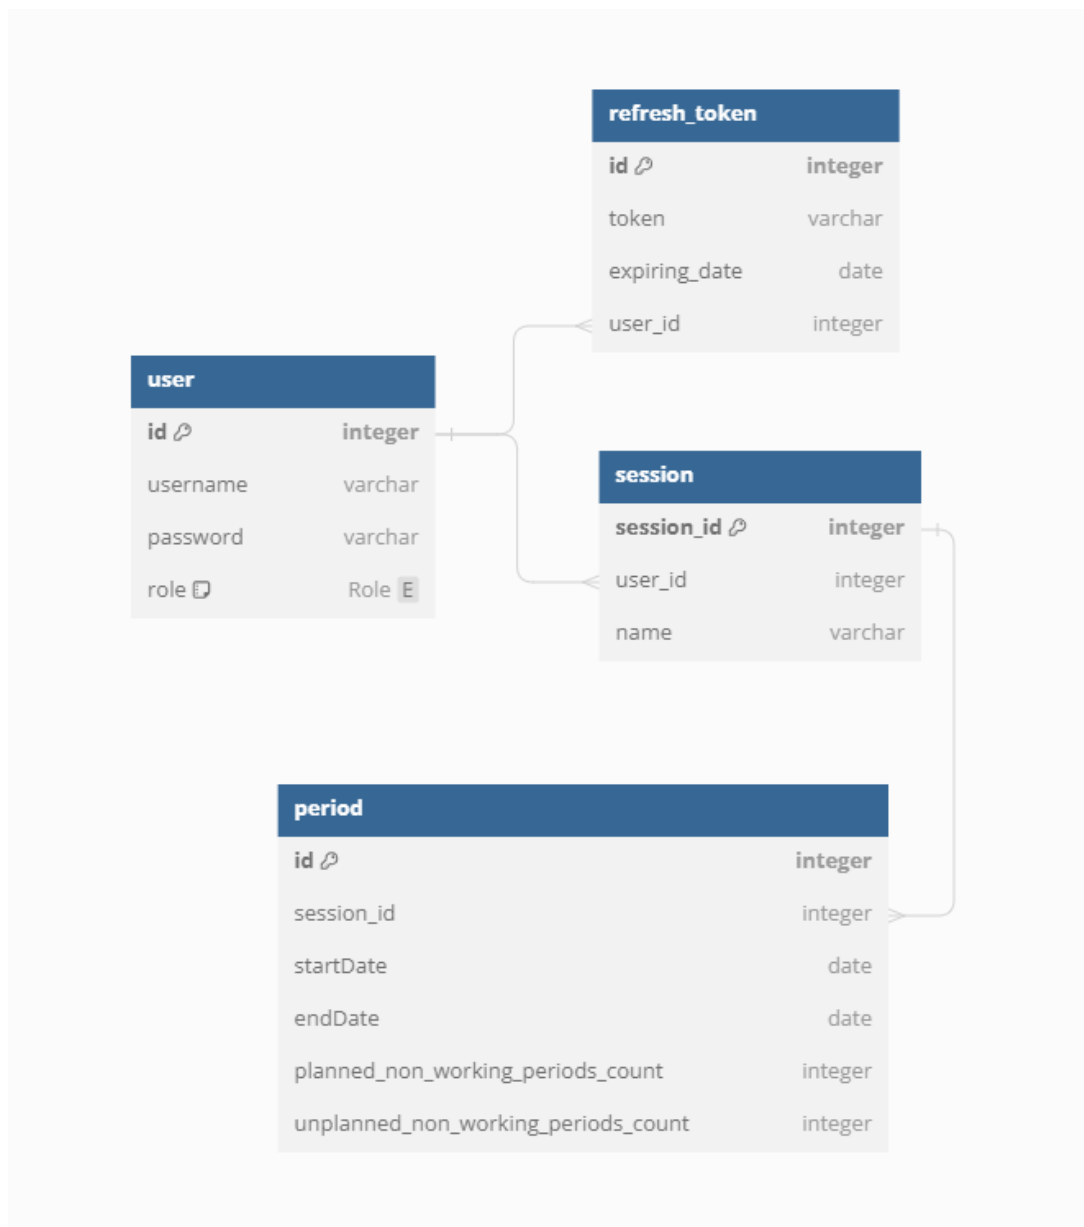 refresh_token
id integer
token varchar
expiring_date date
user_id integer
user
id integer
username varchar
password varchar
role Role E
session
session_id integer
user_id integer
name varchar
period
id integer
session_id integer
startDate date
endDate date
planned_non_working_periods_count integer
unplanned_non_working_periods_count integer